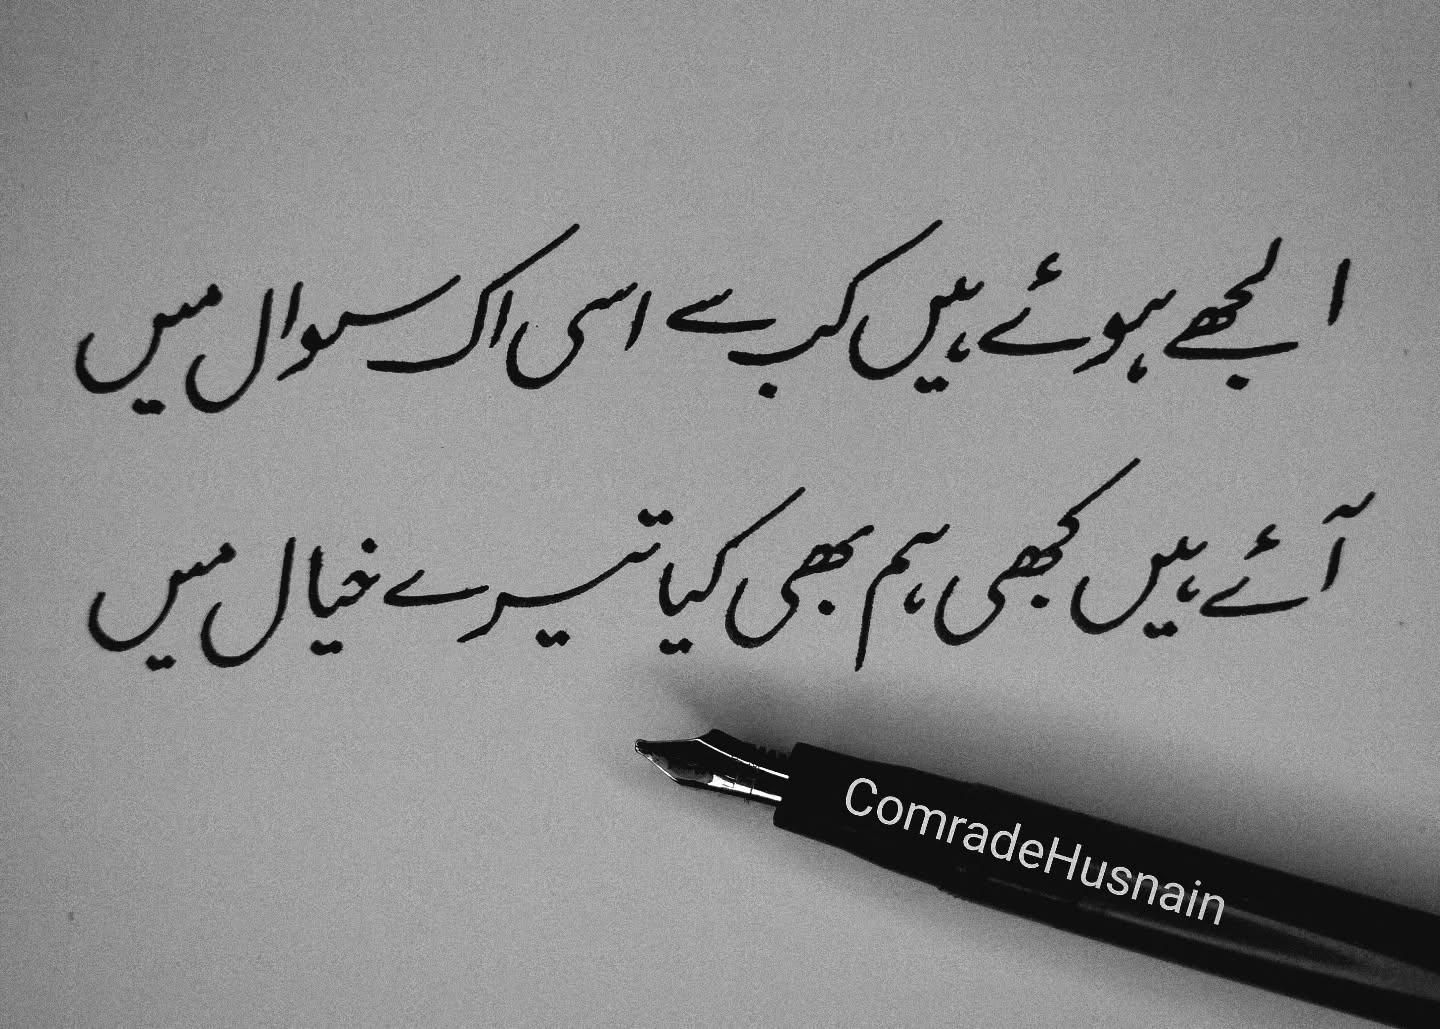 الجھے ہوئے ہیں کب سے اسی اک سوال میں
آئے ہیں کبھی ہم بھی کیا تیرے خیال میں
ComradeHusnain